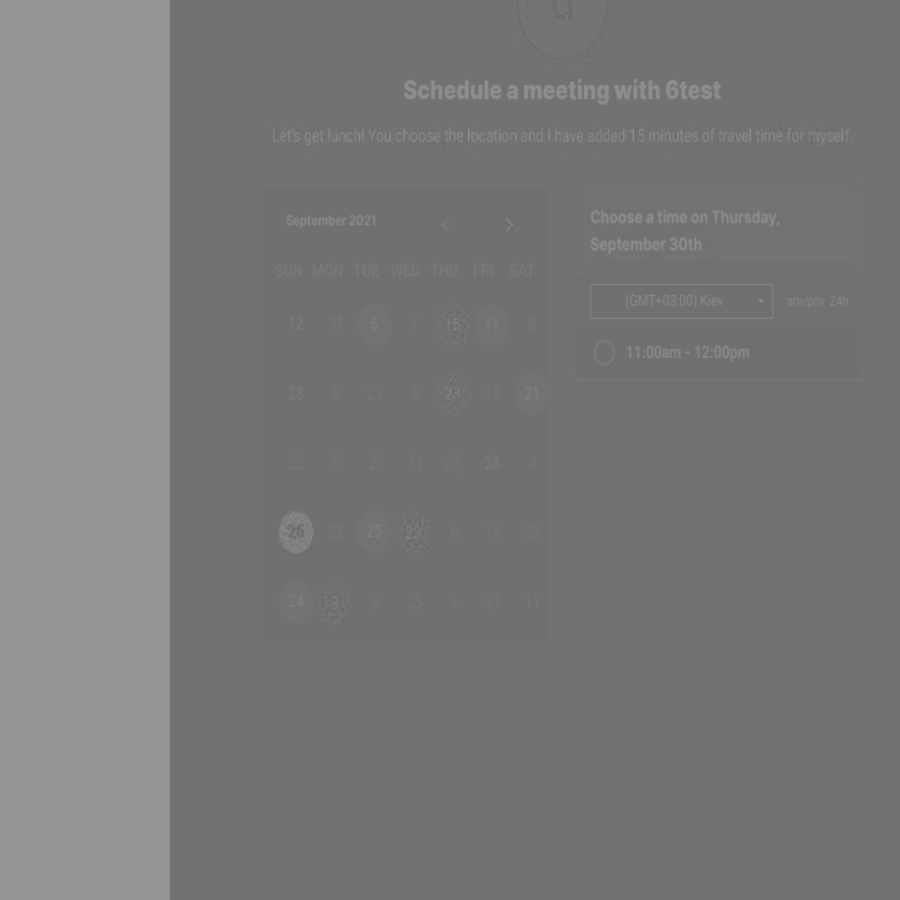 Schedule a meeting with 6test
Let's get lunch! You choose the location and I have added 15 minutes of travel time for myself.
September 2021
SUN MON TUE WED THU FRI SAT
12 31 5 7 15 11
28 8 23 5 23 14 21
22 30 20 31 29 28 4
26 23 25 6 18 25
24 8 25 9 21 11
Choose a time on Thursday,
September 30th
(GMT+03:00) Kiev
am/pm 24h
11:00am - 12:00pm